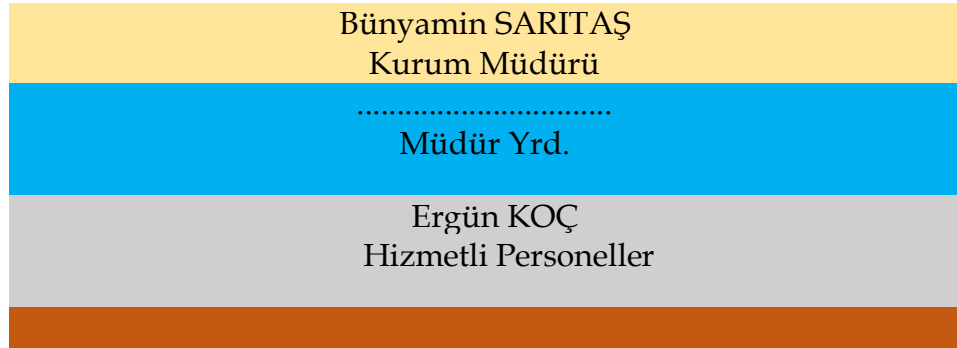 Bünyamin SARITAŞ
Kurum Müdürü
................................
Müdür Yrd.
Ergün KOÇ
Hizmetli Personeller